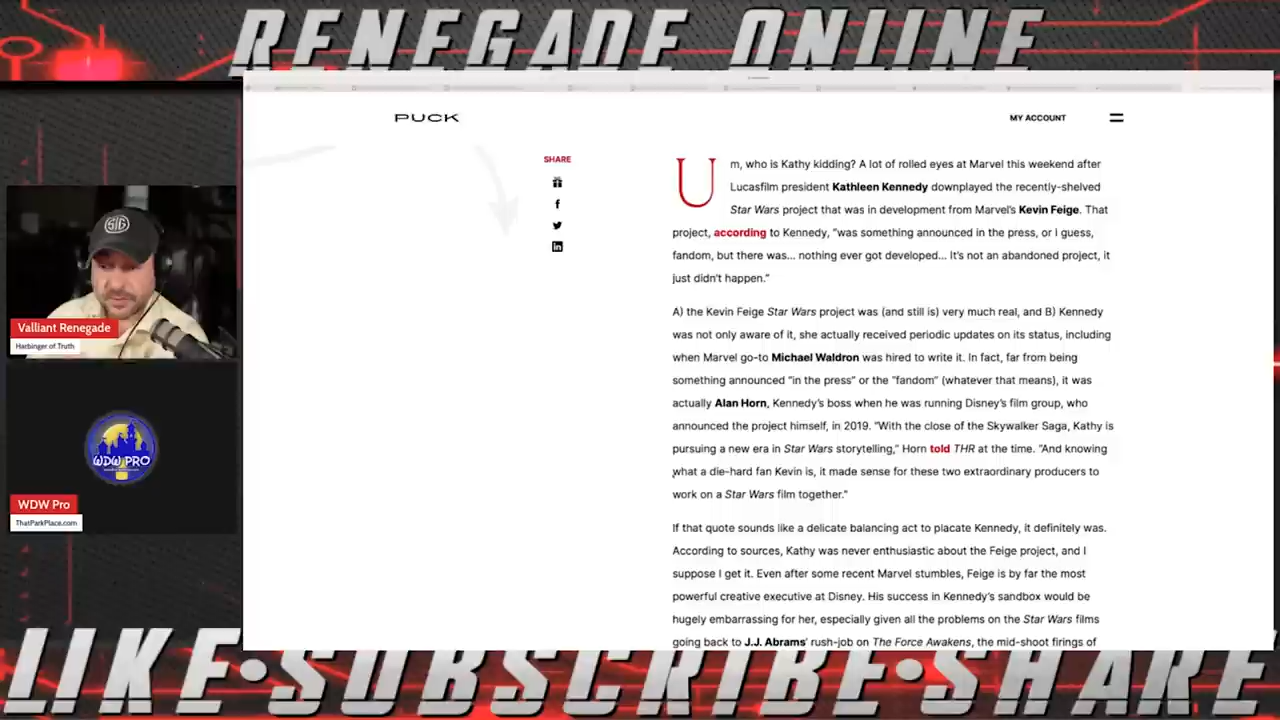 RENEGADE ONLINE
PUCK
MY ACCOUNT
SHARE
Um, who is Kathy kidding? A lot of rolled eyes at Marvel this weekend after
Lucasfilm president Kathleen Kennedy downplayed the recently-shelved
Star Wars project that was in development from Marvel's Kevin Feige. That
project, according to Kennedy, "was something announced in the press, or I guess,
fandom, but there was... nothing ever got developed... It's not an abandoned project, it
just didn't happen."
A) the Kevin Feige Star Wars project was (and still is) very much real, and B) Kennedy
was not only aware of it, she actually received periodic updates on its status, including
when Marvel go-to Michael Waldron was hired to write it. In fact, far from being
something announced "in the press" or the "fandom" (whatever that means), it was
actually Alan Horn, Kennedy's boss when he was running Disney's film group, who
announced the project himself, in 2019. "With the close of the Skywalker Saga, Kathy is
pursuing a new era in Star Wars storytelling," Horn told THR at the time. "And knowing
what a die-hard fan Kevin is, it made sense for these two extraordinary producers to
work on a Star Wars film together."
If that quote sounds like a delicate balancing act to placate Kennedy, it definitely was.
According to sources, Kathy was never enthusiastic about the Feige project, and I
suppose I get it. Even after some recent Marvel stumbles, Feige is by far the most
powerful creative executive at Disney. His success in Kennedy's sandbox would be
hugely embarrassing for her, especially given all the problems on the Star Wars films
going back to J.J. Abrams' rush-job on The Force Awakens, the mid-shoot firings of
SIG
Valliant Renegade
Harbinger of Truth
WDW PRO
WDW Pro
ThatParkPlace.com
LIKE•SUBSCRIBE•SHARE